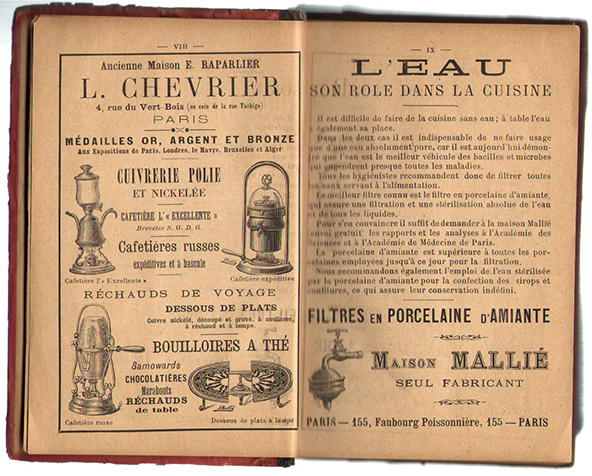 — VIII —
Ancienne Maison E. RAPARLIER
L. CHEVRIER
4, rue du Vert-Bois (au coin de la rue Turbigo)
PARIS
MÉDAILLES OR, ARGENT ET BRONZE
Aux Expositions de Paris, Londres, le Havre, Bruxelles et Alger
CUIVRERIE POLIE
ET NICKELÉE
CAFETIÈRE L' « EXCELLENTE »
Brevetée S. G. D. G.
Cafetières russes
expéditives et à bascule
Cafetière l' « Excellente »
Cafetière expéditive
RÉCHAUDS DE VOYAGE
DESSOUS DE PLATS
Cuivre nickelé, découpé et gravé, à coulisses,
à réchaud et à lampe.
BOUILLOIRES A THÉ
Samowards
CHOCOLATIÈRES
Marabouts
RÉCHAUDS
de table
Cafetière russe
Dessous de plats à lampe
— IX —
L'EAU
SON ROLE DANS LA CUISINE
Il est difficile de faire de la cuisine sans eau ; à table l'eau
également sa place.
Dans les deux cas il est indispensable de ne faire usage
que d'une eau absolument pure, car il est aujourd'hui démon-
tré que l'eau est le meilleur véhicule des bacilles et microbes
qui engendrent presque toutes les maladies.
Tous les hygiénistes recommandent donc de filtrer toutes
les eaux servant à l'alimentation.
Le meilleur filtre connu est le filtre en porcelaine d'amiante,
qui assure une filtration et une stérilisation absolue de l'eau
et de tous les liquides.
Pour s'en convaincre il suffit de demander à la maison Mallié
envoi gratuit les rapports et les analyses à l'Académie des
Sciences et à l'Académie de Médecine de Paris.
La porcelaine d'amiante est supérieure à toutes les por-
celaines employées jusqu'à ce jour pour la filtration.
Nous recommandons également l'emploi de l'eau stérilisée
par la porcelaine d'amiante pour la confection des sirops et
confitures, ce qui assure leur conservation indéfini.
FILTRES EN PORCELAINE D'AMIANTE
MAISON MALLIÉ
SEUL FABRICANT
PARIS — 155, Faubourg Poissonnière, 155 — PARIS